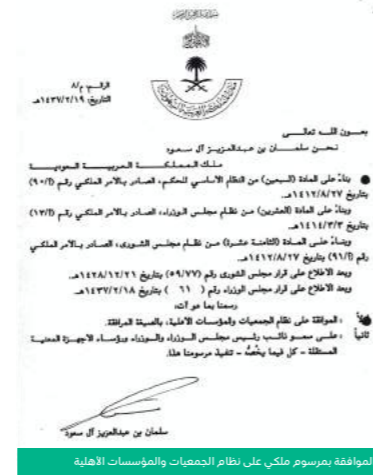 الرقم: م/٨
التاريخ: ١٤٣٧/٢/١٩هـ
بعون الله تعالى
نحن سلمان بن عبدالعزيز آل سعود
ملك المملكة العربية السعودية
بناءً على المادة (السبعين) من النظام الأساسي للحكم، الصادر بالأمر الملكي رقم (أ/٩٠)
بتاريخ ١٤١٢/٨/٢٧هـ.
وبناءً على المادة (العشرين) من نظام مجلس الوزراء، الصادر بالأمر الملكي رقم (أ/١٣)
بتاريخ ١٤١٤/٣/٣هـ.
وبناءً على المادة (الثامنة عشرة) من نظام مجلس الشورى، الصادر بالأمر الملكي
رقم (أ/٩١) بتاريخ ١٤١٢/٨/٢٧هـ.
وبعد الاطلاع على قرار مجلس الشورى رقم (٥٩/٧٧) بتاريخ ١٤٢٨/١٢/٢١هـ.
وبعد الاطلاع على قرار مجلس الوزراء رقم ( ٦١ ) بتاريخ ١٤٣٧/٢/١٨هـ.
رسمنا بما هو آت:
أولاً : الموافقة على نظام الجمعيات والمؤسسات الأهلية، بالصيغة المرافقة.
ثانياً : على سمو نائب رئيس مجلس الوزراء والوزراء ورؤساء الأجهزة المعنية
المستقلة – كل فيما يخصُّه – تنفيذ مرسومنا هذا.
سلمان بن عبدالعزيز آل سعود
الموافقة بمرسوم ملكي على نظام الجمعيات والمؤسسات الأهلية